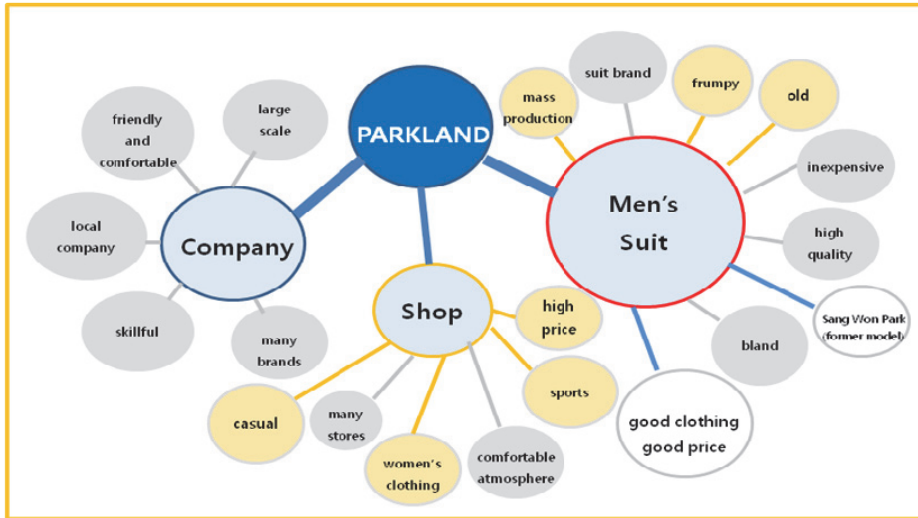 PARKLAND
Company
friendly
and
comfortable
large
scale
local
company
skillful
many
brands
Shop
high
price
sports
comfortable
atmosphere
women's
clothing
many
stores
casual
Men's
Suit
mass
production
suit brand
frumpy
old
inexpensive
high
quality
Sang Won Park
(former model)
bland
good clothing
good price